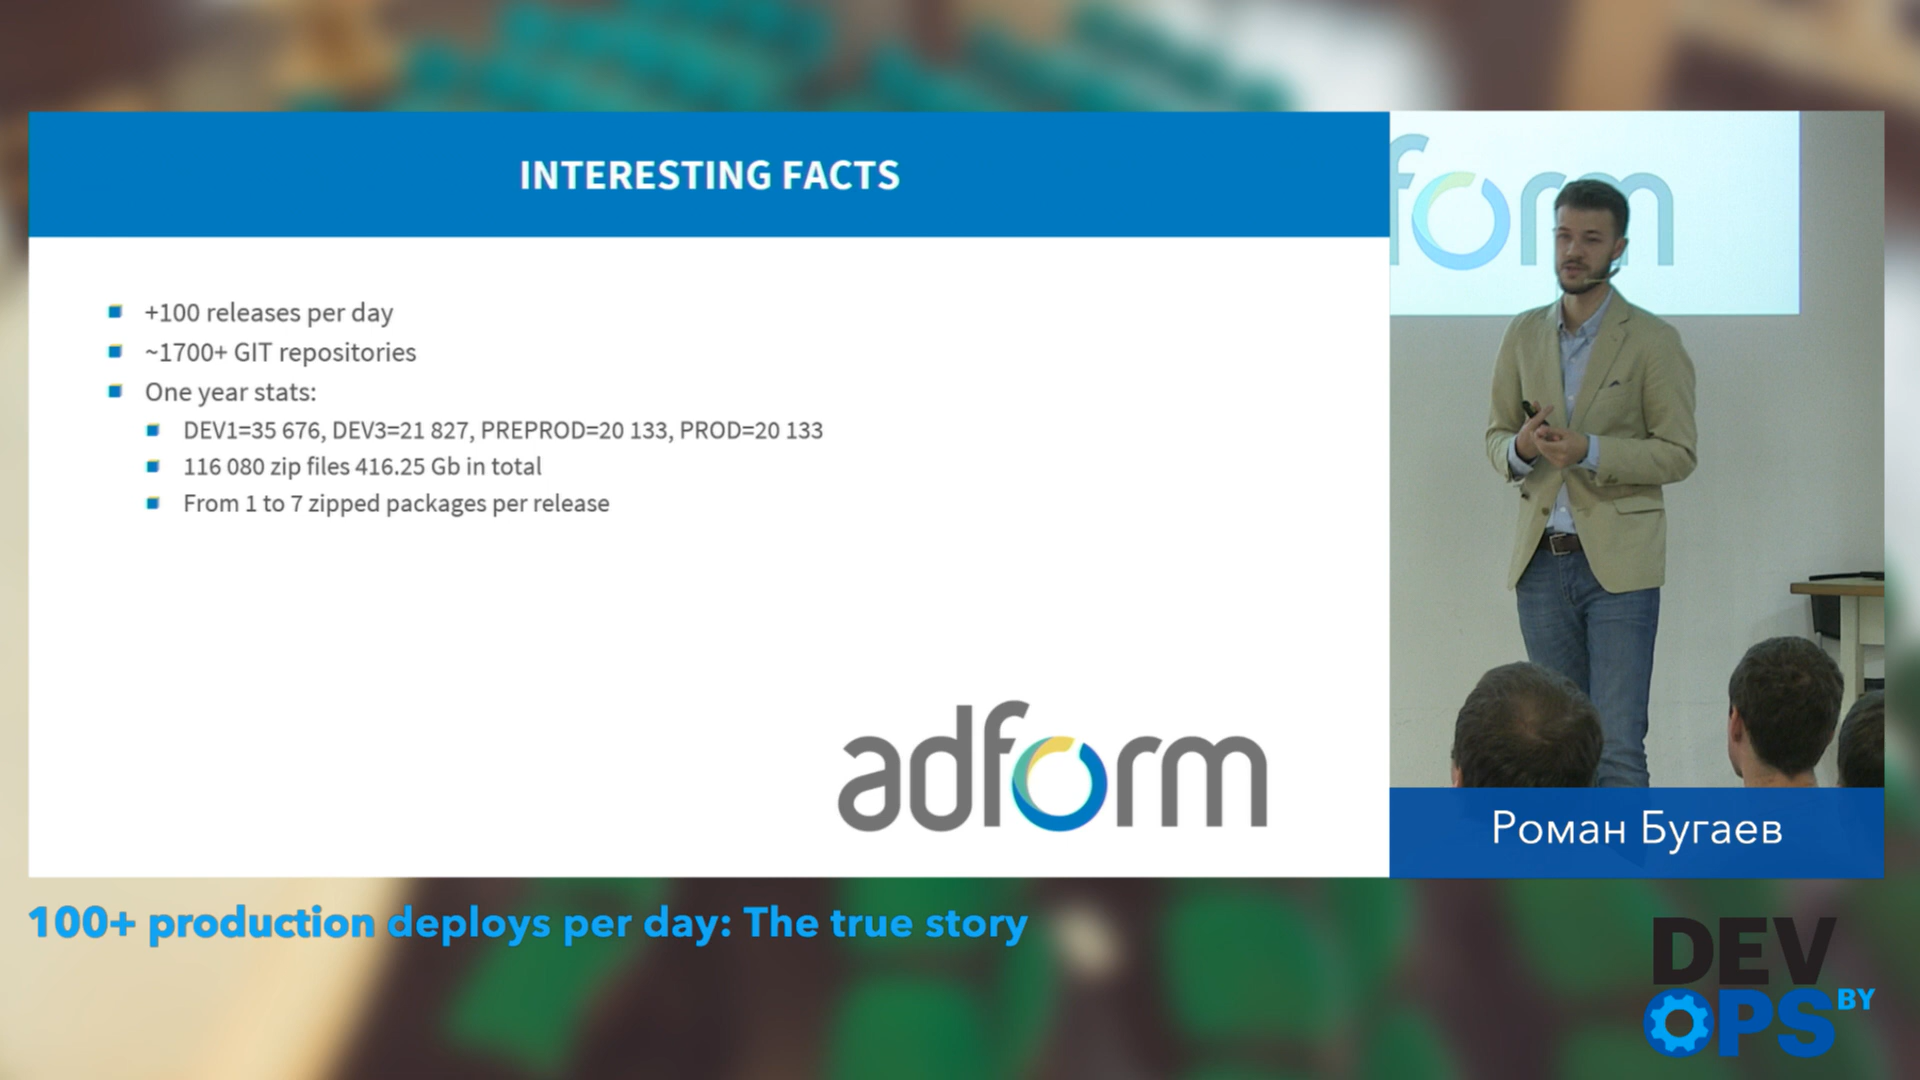 INTERESTING FACTS
+100 releases per day
~1700+ GIT repositories
One year stats:
DEV1=35 676, DEV3=21 827, PREPROD=20 133, PROD=20 133
116 080 zip files 416.25 Gb in total
From 1 to 7 zipped packages per release
adform
form
Роман Бугаев
100+ production deploys per day: The true story
DEV
OPS BY